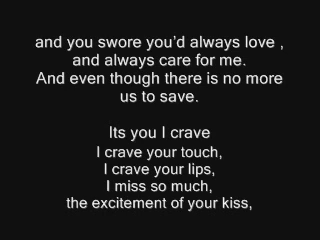 and you swore you'd always love ,
and always care for me.
And even though there is no more
us to save.
Its you I crave
I crave your touch,
I crave your lips,
I miss so much,
the excitement of your kiss,